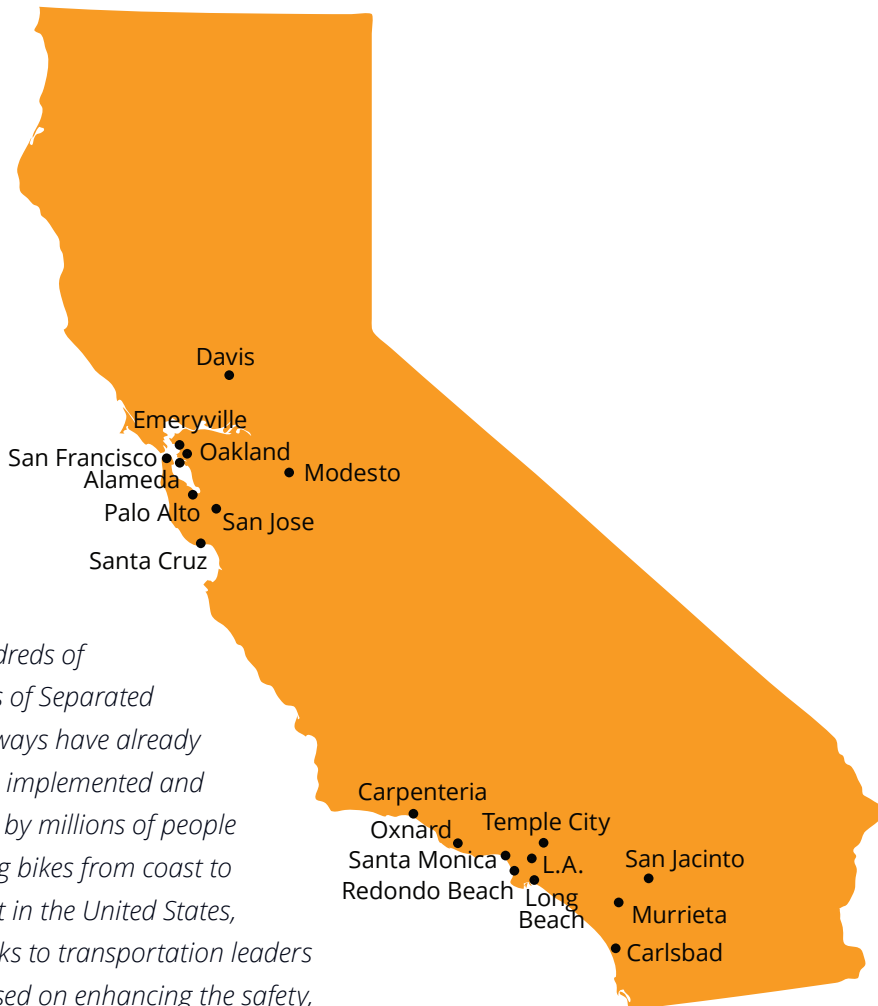 Davis
Emeryville
Oakland
San Francisco
Modesto
Alameda
Palo Alto
San Jose
Santa Cruz
dreds of
s of Separated
ways have already
implemented and
by millions of people
g bikes from coast to
t in the United States,
ks to transportation leaders
sed on enhancing the safety,
Carpenteria
Oxnard
Temple City
Santa Monica
L.A.
San Jacinto
Redondo Beach
Long
Beach
Murrieta
Carlsbad